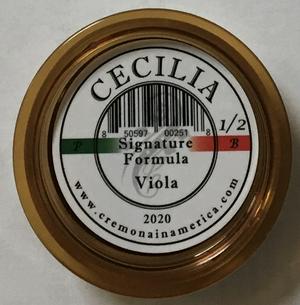 CECILIA
1/2
8 50597 00251 8
P Signature B
Formula
Viola
2020
www.cremonainamerica.com